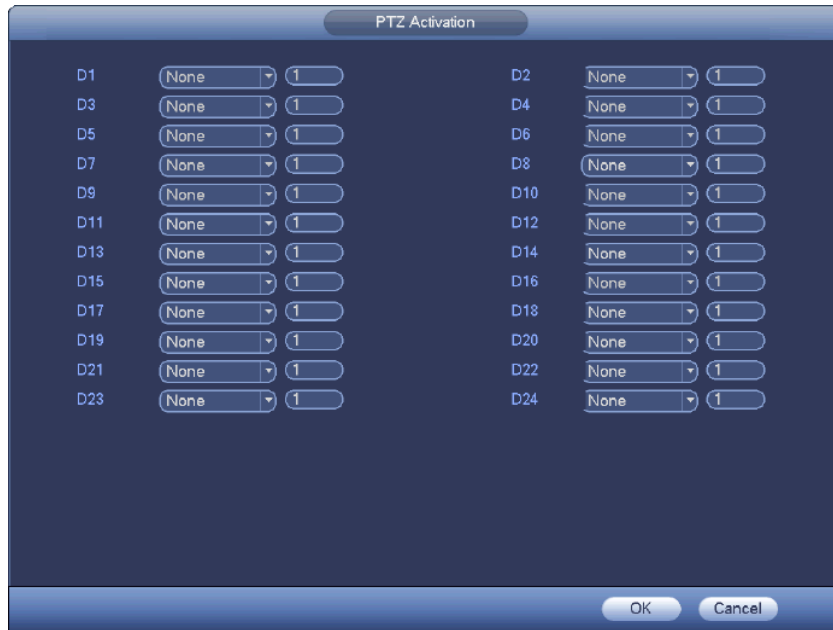 PTZ Activation
D1 None 1 D2 None 1
D3 None 1 D4 None 1
D5 None 1 D6 None 1
D7 None 1 D8 None 1
D9 None 1 D10 None 1
D11 None 1 D12 None 1
D13 None 1 D14 None 1
D15 None 1 D16 None 1
D17 None 1 D18 None 1
D19 None 1 D20 None 1
D21 None 1 D22 None 1
D23 None 1 D24 None 1
OK Cancel